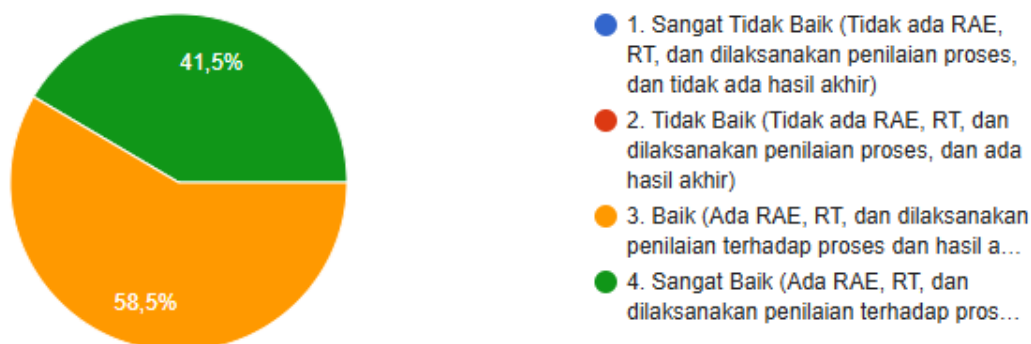 41,5%
58,5%
1. Sangat Tidak Baik (Tidak ada RAE,
RT, dan dilaksanakan penilaian proses,
dan tidak ada hasil akhir)
2. Tidak Baik (Tidak ada RAE, RT, dan
dilaksanakan penilaian proses, dan ada
hasil akhir)
3. Baik (Ada RAE, RT, dan dilaksanakan
penilaian terhadap proses dan hasil a...
4. Sangat Baik (Ada RAE, RT, dan
dilaksanakan penilaian terhadap pros...